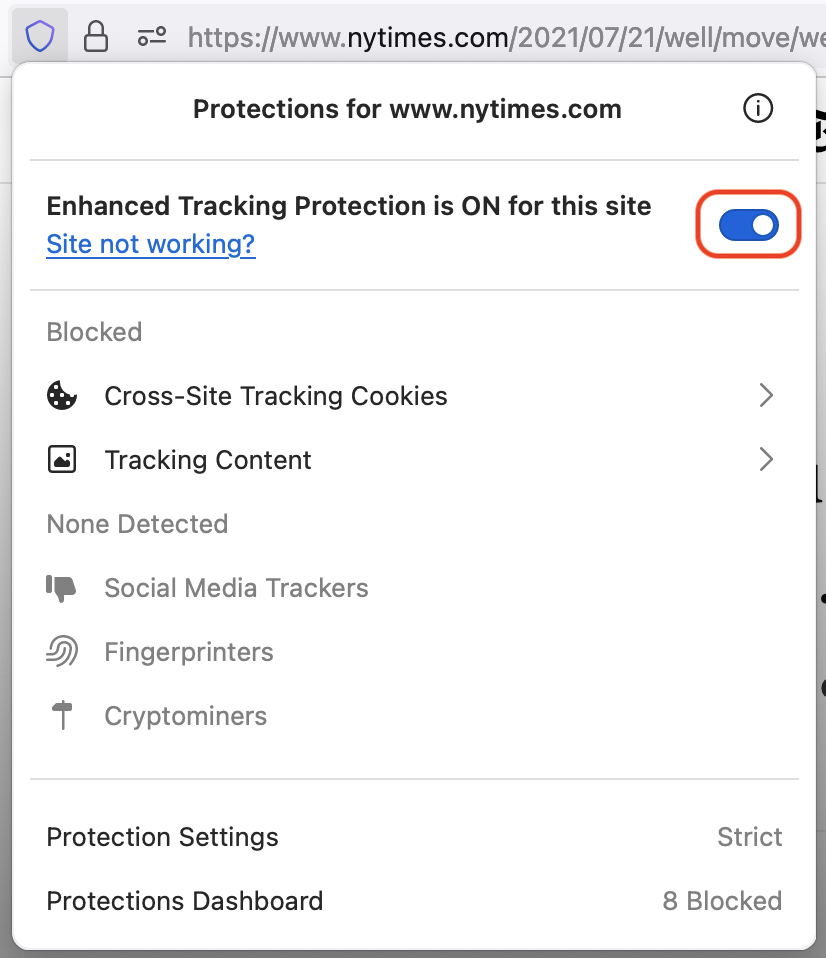 https://www.nytimes.com/2021/07/21/well/move/we
Protections for www.nytimes.com
Enhanced Tracking Protection is ON for this site
Site not working?
Blocked
Cross-Site Tracking Cookies
Tracking Content
None Detected
Social Media Trackers
Fingerprinters
Cryptominers
Protection Settings Strict
Protections Dashboard 8 Blocked